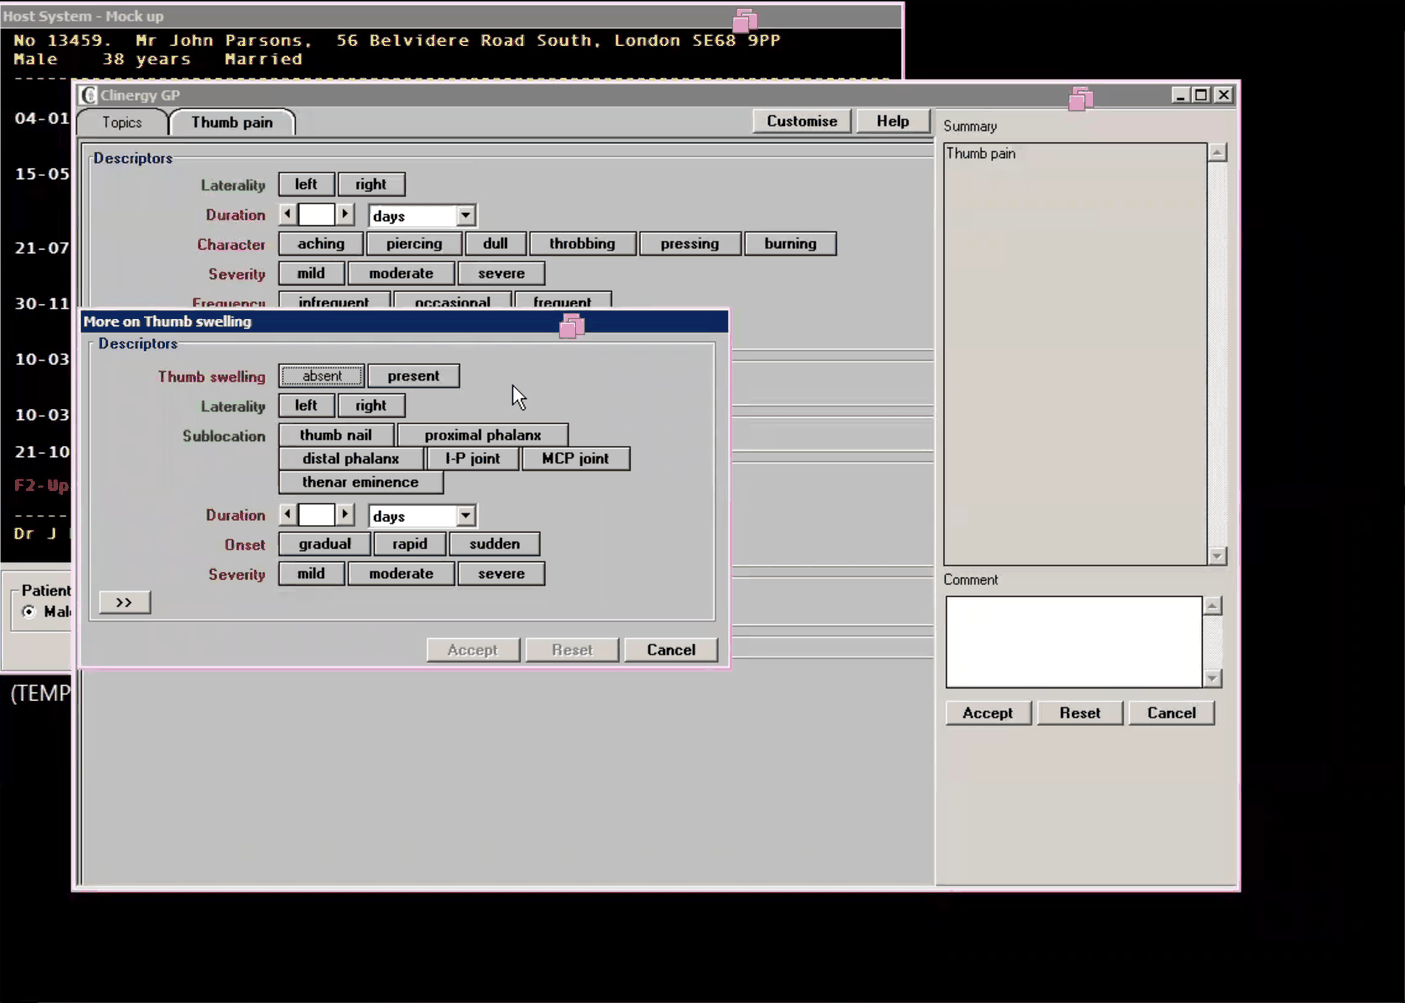 Host System - Mock up
No 13459.  Mr John Parsons,  56 Belvidere Road South, London SE68 9PP
Male    38 years   Married
Clinergy GP
04-01
Topics
Thumb pain
Customise
Help
Summary
Thumb pain
Descriptors
15-05
Laterality left right
Duration days
21-07
Character aching piercing dull throbbing pressing burning
Severity mild moderate severe
30-11
Frequency infrequent occasional frequent
More on Thumb swelling
Descriptors
10-03
Thumb swelling absent present
Laterality left right
10-03
Sublocation thumb nail proximal phalanx
21-10
distal phalanx I-P joint MCP joint
F2-Up
thenar eminence
Duration days
Dr J
Onset gradual rapid sudden
Severity mild moderate severe
Comment
Patient
>>
Male
Accept Reset Cancel
(TEMP
Accept Reset Cancel